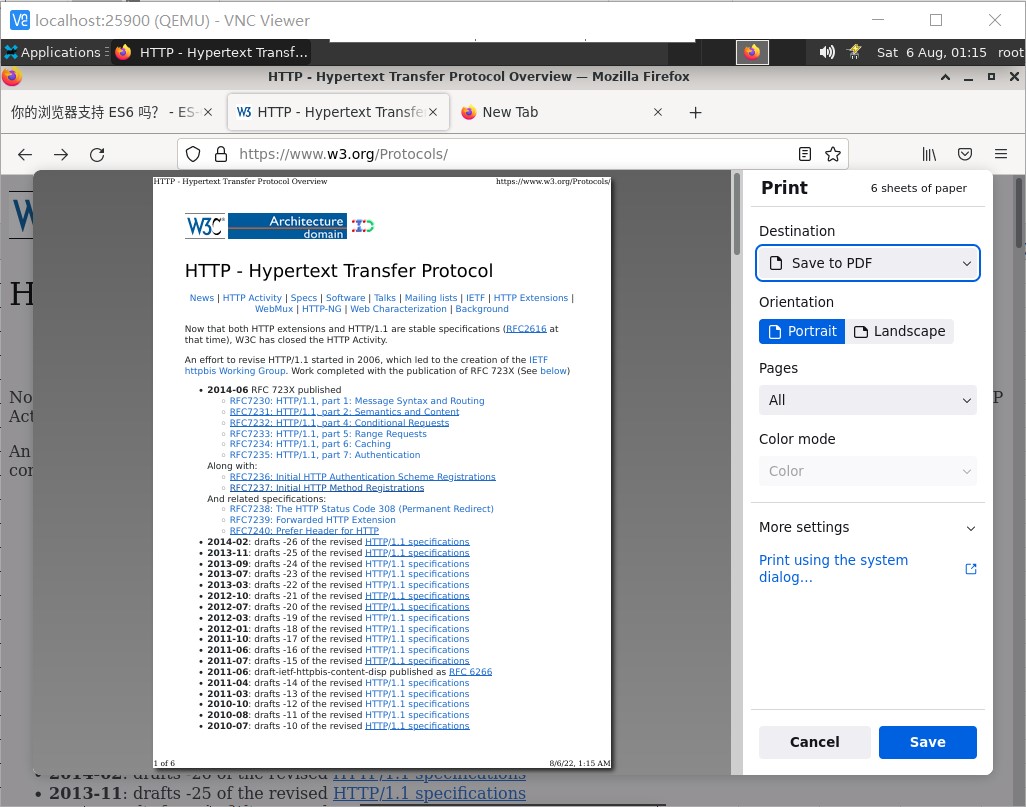 localhost:25900 (QEMU) - VNC Viewer
Applications
HTTP - Hypertext Transf...
Sat 6 Aug, 01:15
root
HTTP - Hypertext Transfer Protocol Overview — Mozilla Firefox
你的浏览器支持 ES6 吗? - ES-
HTTP - Hypertext Transfe
New Tab
https://www.w3.org/Protocols/
HTTP - Hypertext Transfer Protocol Overview
https://www.w3.org/Protocols/
W3C
Architecture
domain
HTTP - Hypertext Transfer Protocol
News | HTTP Activity | Specs | Software | Talks | Mailing lists | IETF | HTTP Extensions |
WebMux | HTTP-NG | Web Characterization | Background
Now that both HTTP extensions and HTTP/1.1 are stable specifications (RFC2616 at
that time), W3C has closed the HTTP Activity.
An effort to revise HTTP/1.1 started in 2006, which led to the creation of the IETF
httpbis Working Group. Work completed with the publication of RFC 723X (See below)
• 2014-06 RFC 723X published
◦ RFC7230: HTTP/1.1, part 1: Message Syntax and Routing
◦ RFC7231: HTTP/1.1, part 2: Semantics and Content
◦ RFC7232: HTTP/1.1, part 4: Conditional Requests
◦ RFC7233: HTTP/1.1, part 5: Range Requests
◦ RFC7234: HTTP/1.1, part 6: Caching
◦ RFC7235: HTTP/1.1, part 7: Authentication
Along with:
◦ RFC7236: Initial HTTP Authentication Scheme Registrations
◦ RFC7237: Initial HTTP Method Registrations
And related specifications:
◦ RFC7238: The HTTP Status Code 308 (Permanent Redirect)
◦ RFC7239: Forwarded HTTP Extension
◦ RFC7240: Prefer Header for HTTP
• 2014-02: drafts -26 of the revised HTTP/1.1 specifications
• 2013-11: drafts -25 of the revised HTTP/1.1 specifications
• 2013-09: drafts -24 of the revised HTTP/1.1 specifications
• 2013-07: drafts -23 of the revised HTTP/1.1 specifications
• 2013-03: drafts -22 of the revised HTTP/1.1 specifications
• 2012-10: drafts -21 of the revised HTTP/1.1 specifications
• 2012-07: drafts -20 of the revised HTTP/1.1 specifications
• 2012-03: drafts -19 of the revised HTTP/1.1 specifications
• 2012-01: drafts -18 of the revised HTTP/1.1 specifications
• 2011-10: drafts -17 of the revised HTTP/1.1 specifications
• 2011-06: drafts -16 of the revised HTTP/1.1 specifications
• 2011-07: drafts -15 of the revised HTTP/1.1 specifications
• 2011-06: draft-ietf-httpbis-content-disp published as RFC 6266
• 2011-04: drafts -14 of the revised HTTP/1.1 specifications
• 2011-03: drafts -13 of the revised HTTP/1.1 specifications
• 2010-10: drafts -12 of the revised HTTP/1.1 specifications
• 2010-08: drafts -11 of the revised HTTP/1.1 specifications
• 2010-07: drafts -10 of the revised HTTP/1.1 specifications
1 of 6
8/6/22, 1:15 AM
Print
6 sheets of paper
Destination
Save to PDF
Orientation
Portrait
Landscape
Pages
All
Color mode
Color
More settings
Print using the system
dialog...
Cancel
Save
• 2014-02: drafts -26 of the revised HTTP/1.1 specifications
• 2013-11: drafts -25 of the revised HTTP/1.1 specifications